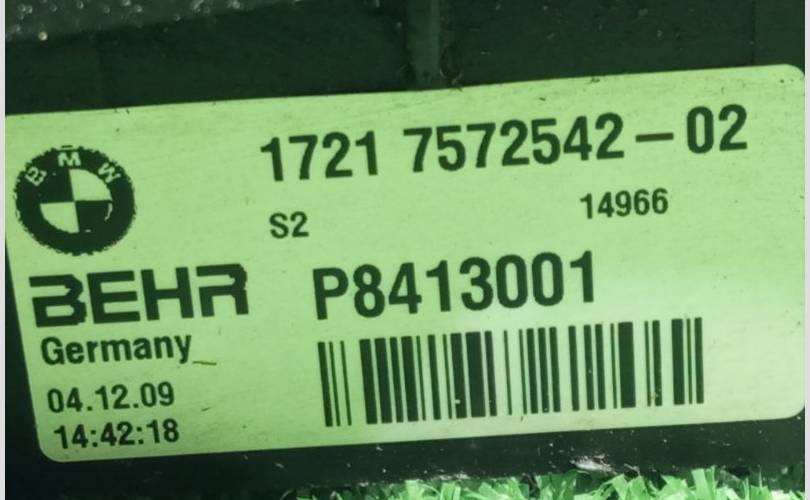 BMW
1721 7572542-02
S2 14966
BEHR P8413001
Germany
04.12.09
14:42:18